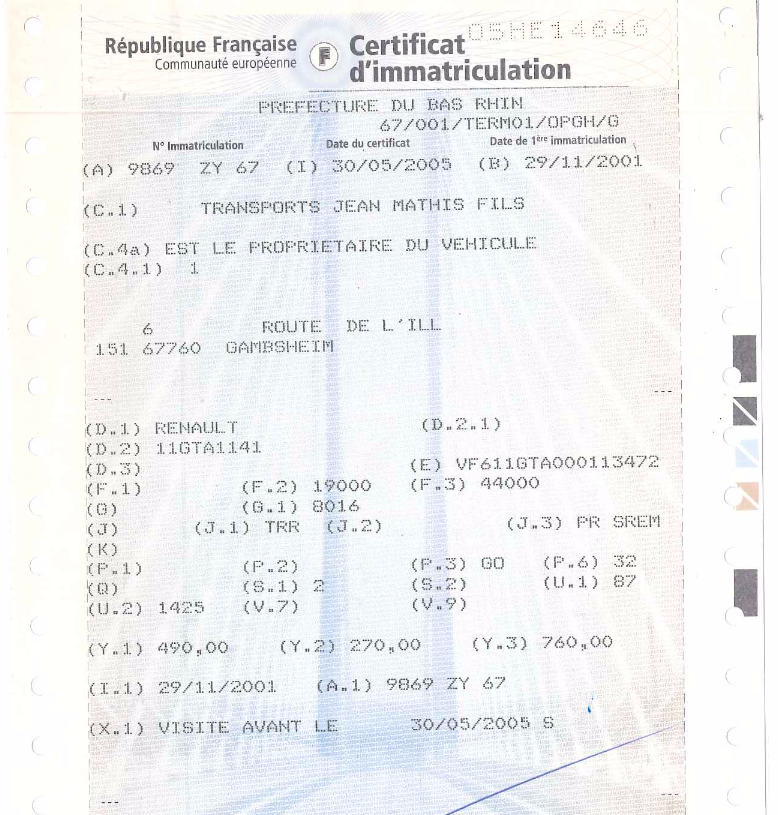 05HE14646
République Française
Communauté européenne
F
Certificat
d'immatriculation
PREFECTURE DU BAS RHIN
67/001/TERM01/OPGH/G
N° Immatriculation Date du certificat Date de 1ère immatriculation
(A) 9869 ZY 67 (I) 30/05/2005 (B) 29/11/2001
(C.1) TRANSPORTS JEAN MATHIS FILS
(C.4a) EST LE PROPRIETAIRE DU VEHICULE
(C.4.1) 1
6 ROUTE DE L'ILL
151 67760 GAMBSHEIM
--- ---
(D.1) RENAULT (D.2.1)
(D.2) 11GTA1141
(D.3) (E) VF611GTA000113472
(F.1) (F.2) 19000 (F.3) 44000
(G) (G.1) 8016
(J) (J.1) TRR (J.2) (J.3) PR SREM
(K)
(P.1) (P.2) (P.3) GO (P.6) 32
(Q) (S.1) 2 (S.2) (U.1) 87
(U.2) 1425 (V.7) (V.9)
(Y.1) 490,00 (Y.2) 270,00 (Y.3) 760,00
(I.1) 29/11/2001 (A.1) 9869 ZY 67
(X.1) VISITE AVANT LE 30/05/2005 S
--- ---